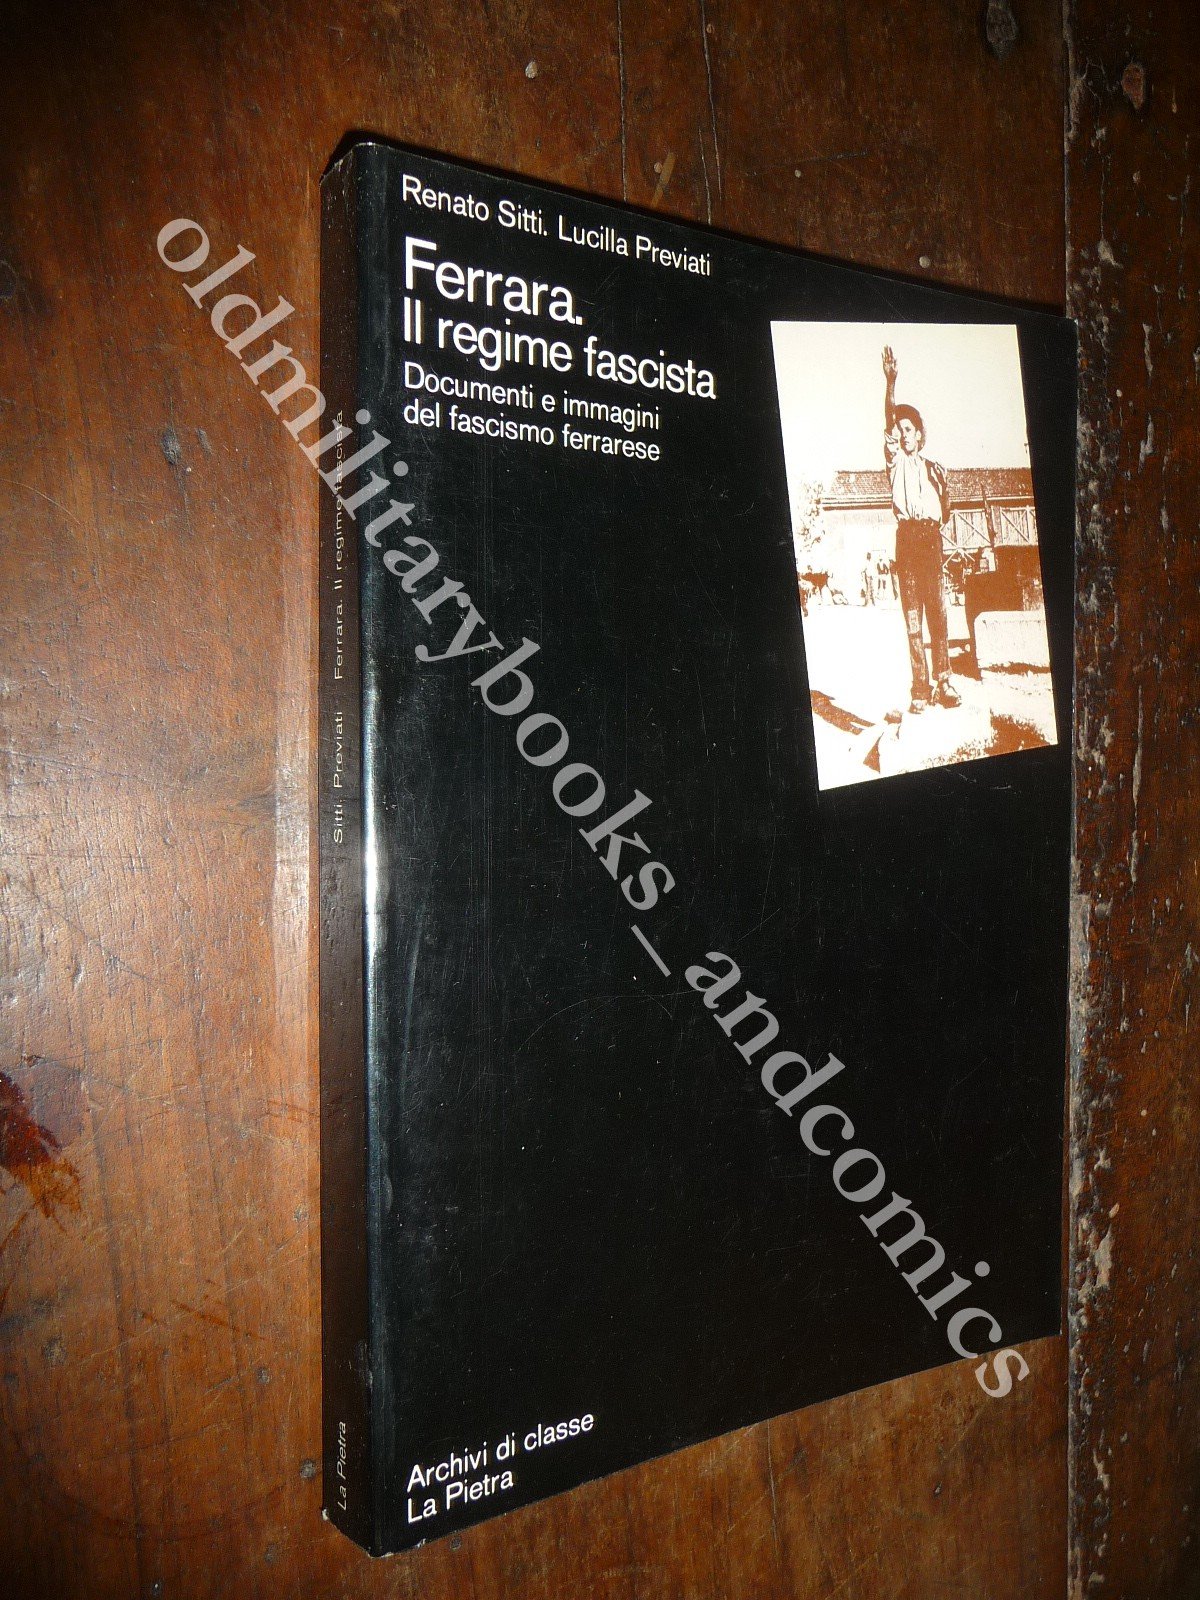 Renato Sitti. Lucilla Previati
Ferrara.
Il regime fascista
Documenti e immagini
del fascismo ferrarese
Archivi di classe
La Pietra
Sitti. Previati Ferrara. Il regime fascista
La Pietra
oldmilitarybooks_andcomics